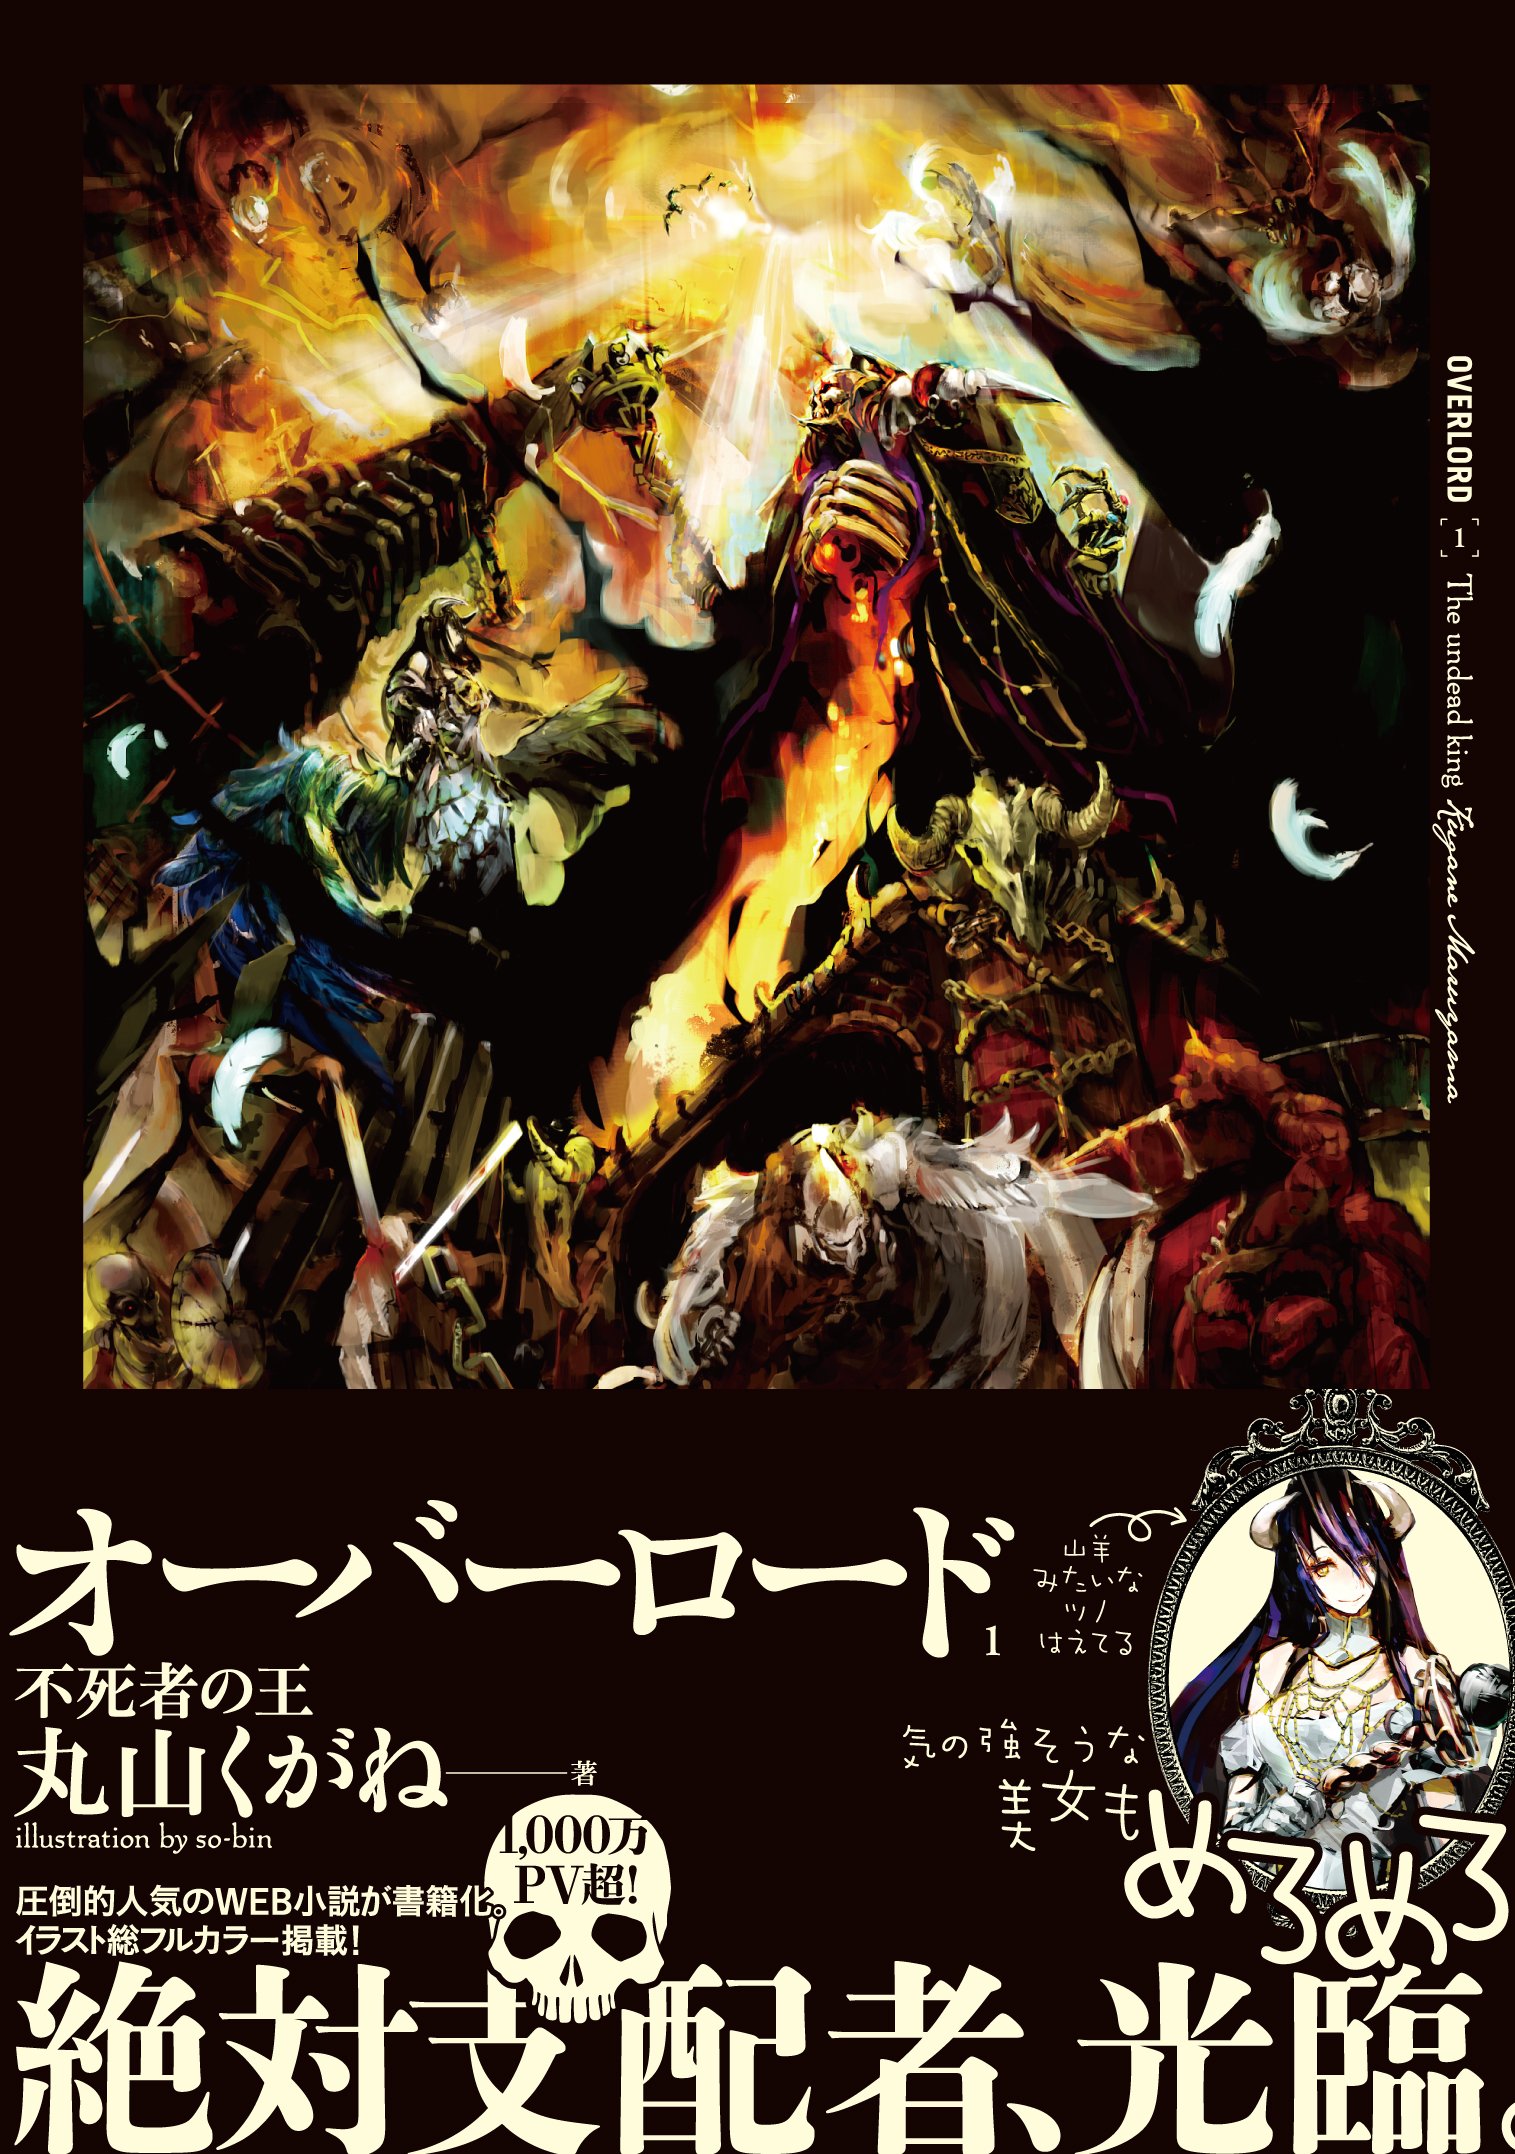 OVERLORD [1] The undead king Kugane Maruyama
オーバーロード1
不死者の王
丸山くがね――著
illustration by so-bin
山羊
みたいな
ツノ
はえてる
気の強そうな
美女も
めろめろ
1,000万
PV超!
圧倒的人気のWEB小説が書籍化。
イラスト総フルカラー掲載!
絶対支配者、光臨。